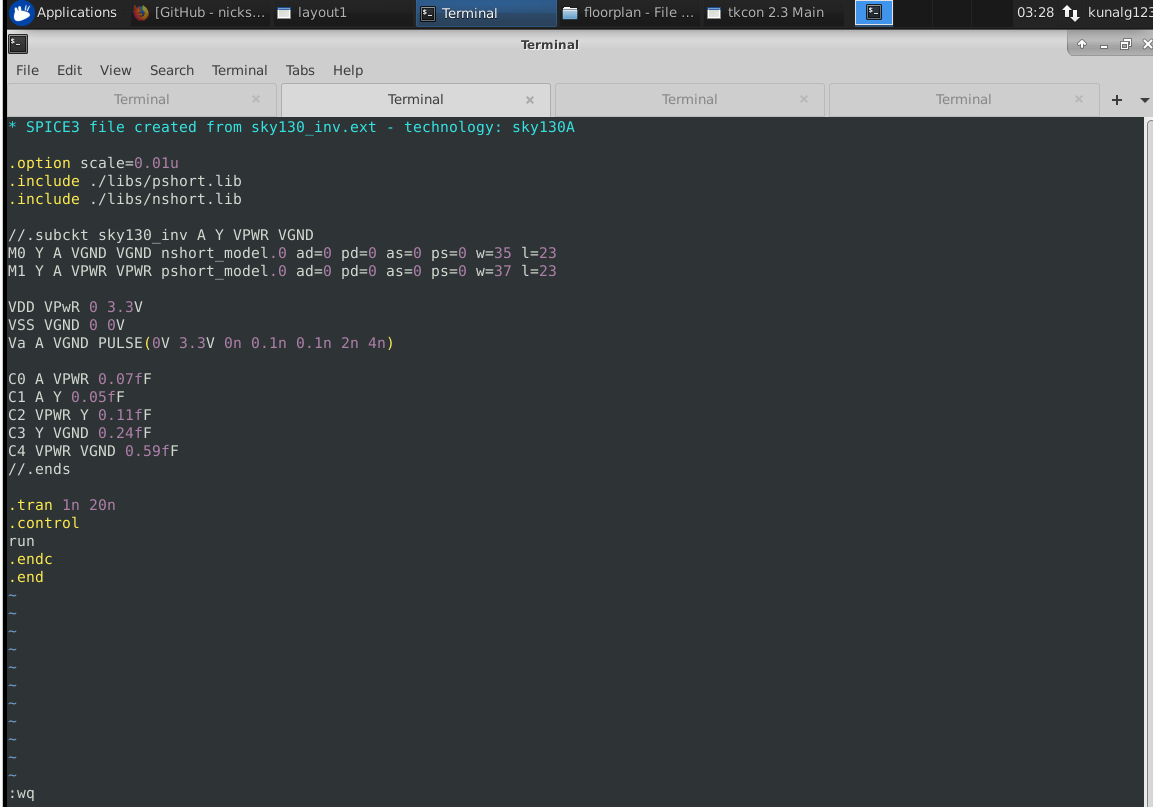 Applications [GitHub - nicks... layout1 Terminal floorplan - File ... tkcon 2.3 Main 03:28 kunalg123
Terminal
File Edit View Search Terminal Tabs Help
Terminal Terminal Terminal Terminal
* SPICE3 file created from sky130_inv.ext - technology: sky130A
.option scale=0.01u
.include ./libs/pshort.lib
.include ./libs/nshort.lib
//.subckt sky130_inv A Y VPWR VGND
M0 Y A VGND VGND nshort_model.0 ad=0 pd=0 as=0 ps=0 w=35 l=23
M1 Y A VPWR VPWR pshort_model.0 ad=0 pd=0 as=0 ps=0 w=37 l=23
VDD VPwR 0 3.3V
VSS VGND 0 0V
Va A VGND PULSE(0V 3.3V 0n 0.1n 0.1n 2n 4n)
C0 A VPWR 0.07fF
C1 A Y 0.05fF
C2 VPWR Y 0.11fF
C3 Y VGND 0.24fF
C4 VPWR VGND 0.59fF
//.ends
.tran 1n 20n
.control
run
.endc
.end
~
~
~
~
~
~
~
~
~
~
~
:wq